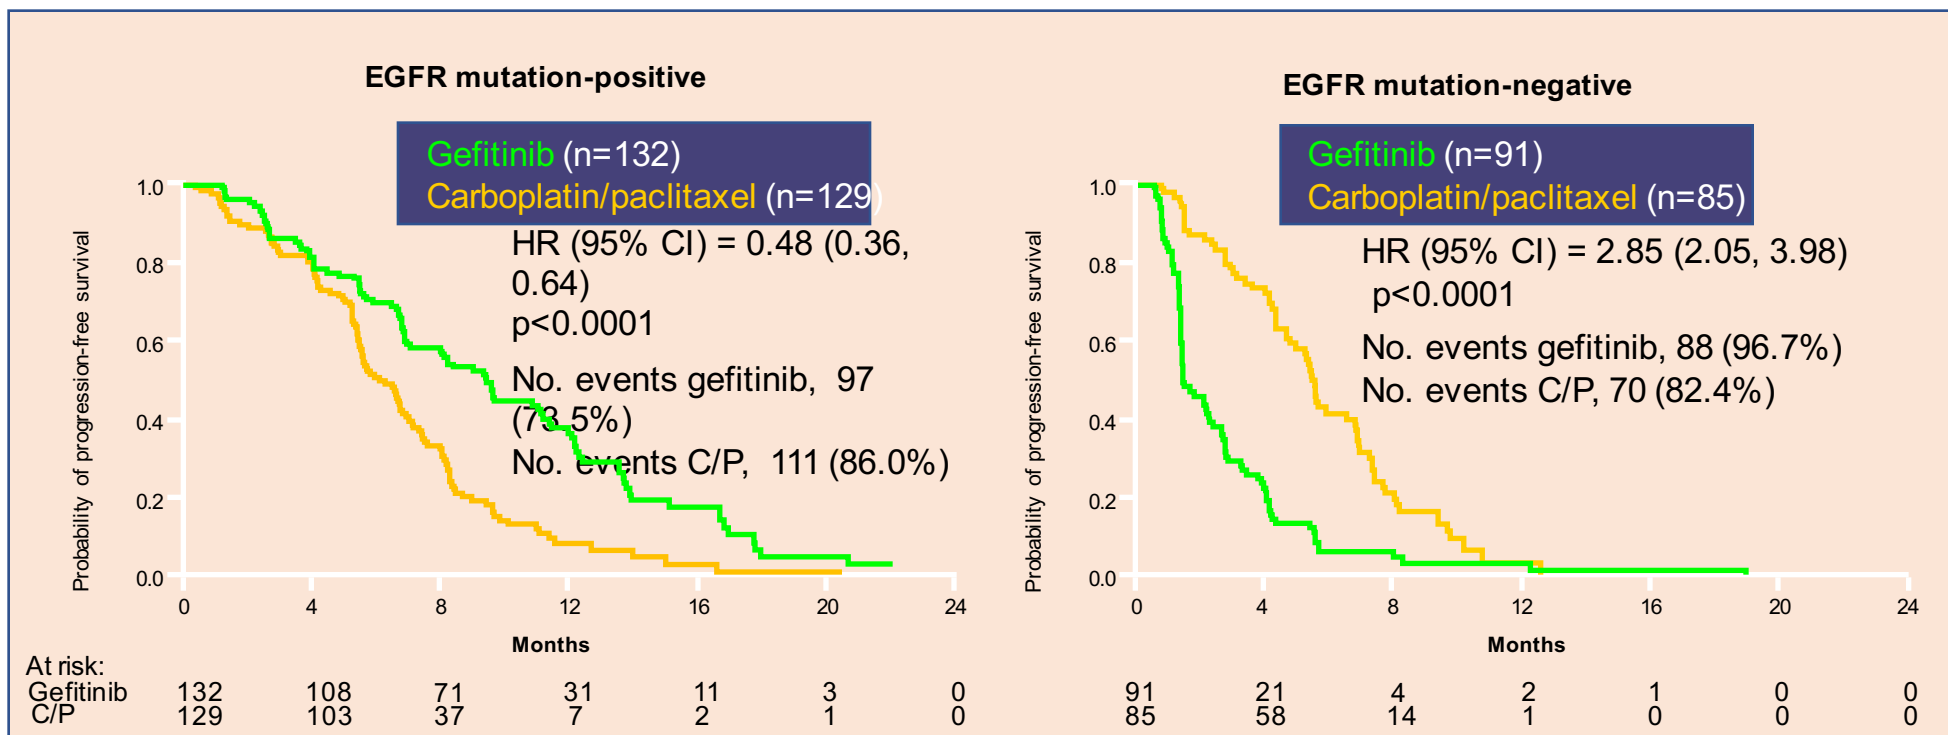 EGFR mutation-positive
Gefitinib (n=132)
Carboplatin/paclitaxel (n=129)
HR (95% CI) = 0.48 (0.36,
0.64)
p<0.0001
No. events gefitinib, 97
(73.5%)
No. events C/P, 111 (86.0%)
Probability of progression-free survival
1.0
0.8
0.6
0.4
0.2
0.0
0 4 8 12 16 20 24
Months
EGFR mutation-negative
Gefitinib (n=91)
Carboplatin/paclitaxel (n=85)
HR (95% CI) = 2.85 (2.05, 3.98)
p<0.0001
No. events gefitinib, 88 (96.7%)
No. events C/P, 70 (82.4%)
Probability of progression-free survival
1.0
0.8
0.6
0.4
0.2
0.0
0 4 8 12 16 20 24
Months
At risk:
Gefitinib 132 108 71 31 11 3 0 91 21 4 2 1 0 0
C/P 129 103 37 7 2 1 0 85 58 14 1 0 0 0